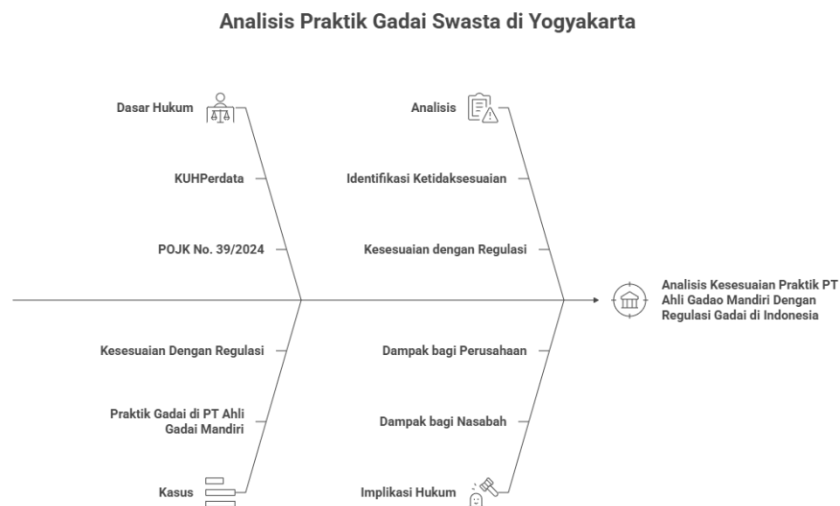 Analisis Praktik Gadai Swasta di Yogyakarta
Dasar Hukum
KUHPerdata
POJK No. 39/2024
Analisis
Identifikasi Ketidaksesuaian
Kesesuaian dengan Regulasi
Analisis Kesesuaian Praktik PT
Ahli Gadao Mandiri Dengan
Regulasi Gadai di Indonesia
Kesesuaian Dengan Regulasi
Praktik Gadai di PT Ahli
Gadai Mandiri
Kasus
Dampak bagi Perusahaan
Dampak bagi Nasabah
Implikasi Hukum